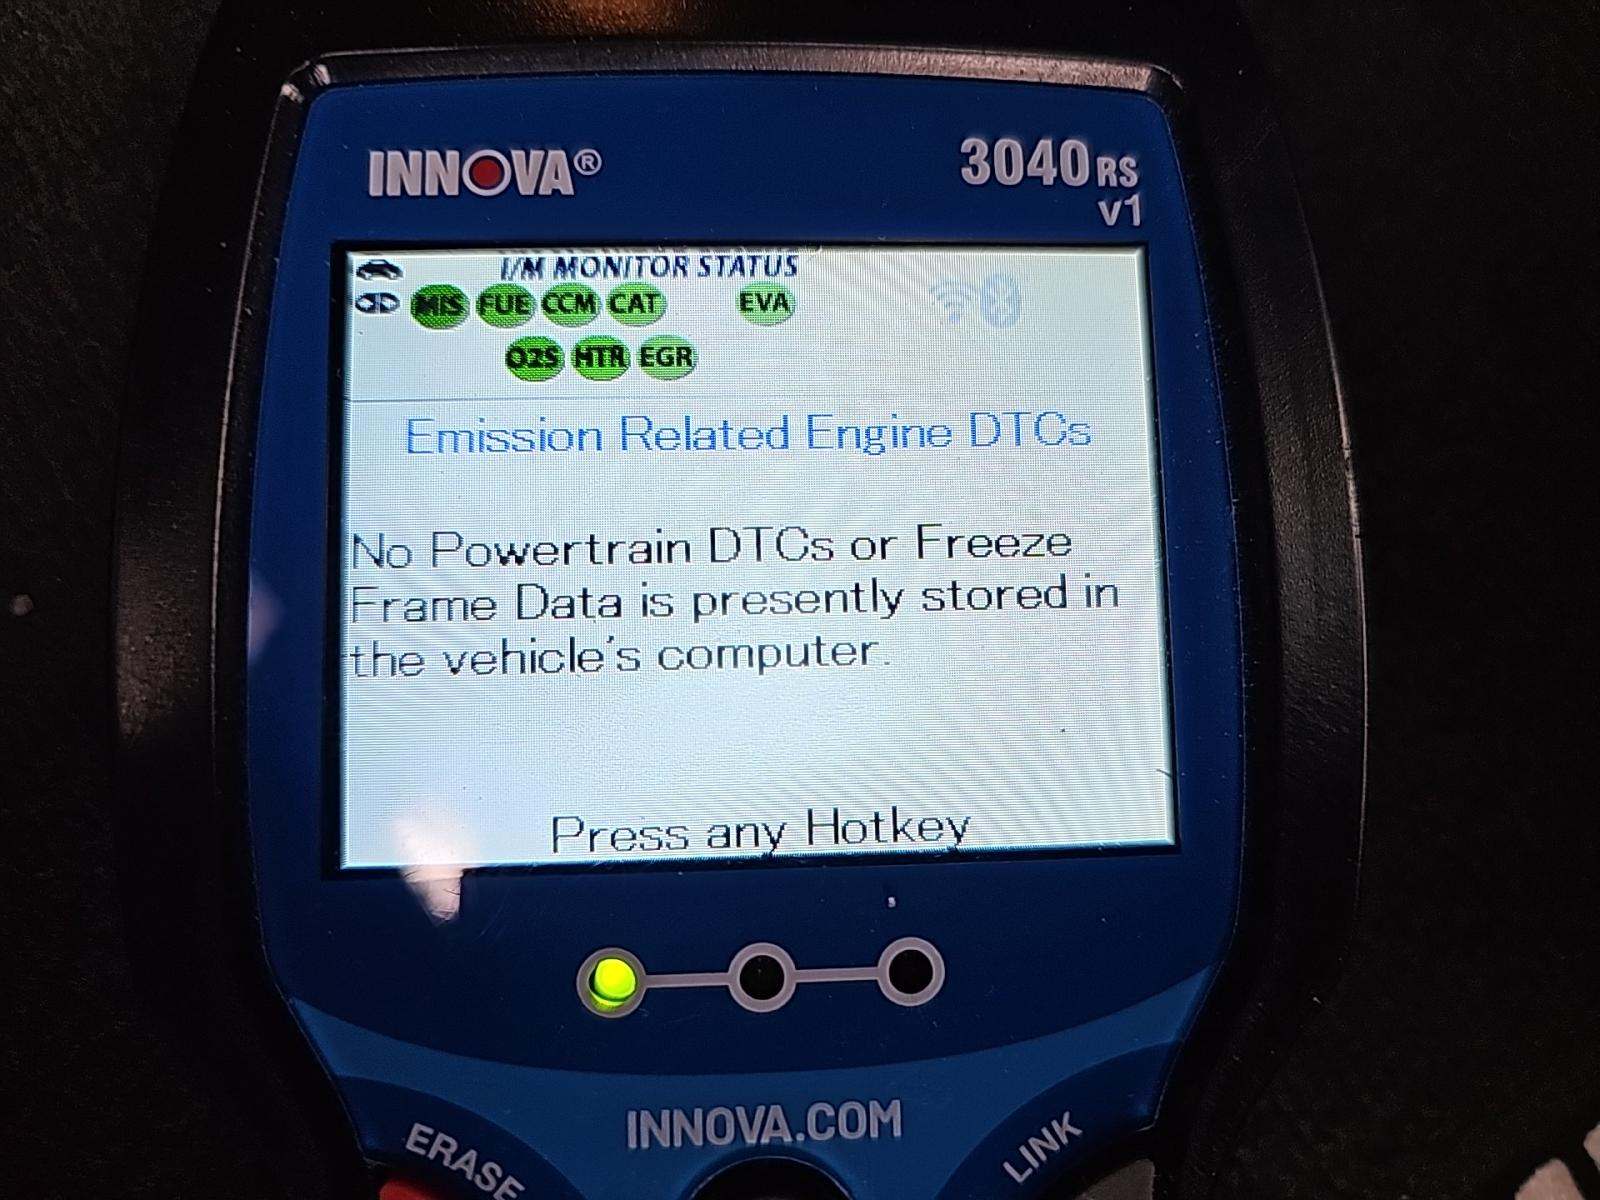 INNOVA®
3040RS
v1
I/M MONITOR STATUS
MIS FUE CCM CAT EVA
O2S HTR EGR
Emission Related Engine DTCs
No Powertrain DTCs or Freeze
Frame Data is presently stored in
the vehicle's computer.
Press any Hotkey
INNOVA.COM
ERASE
LINK